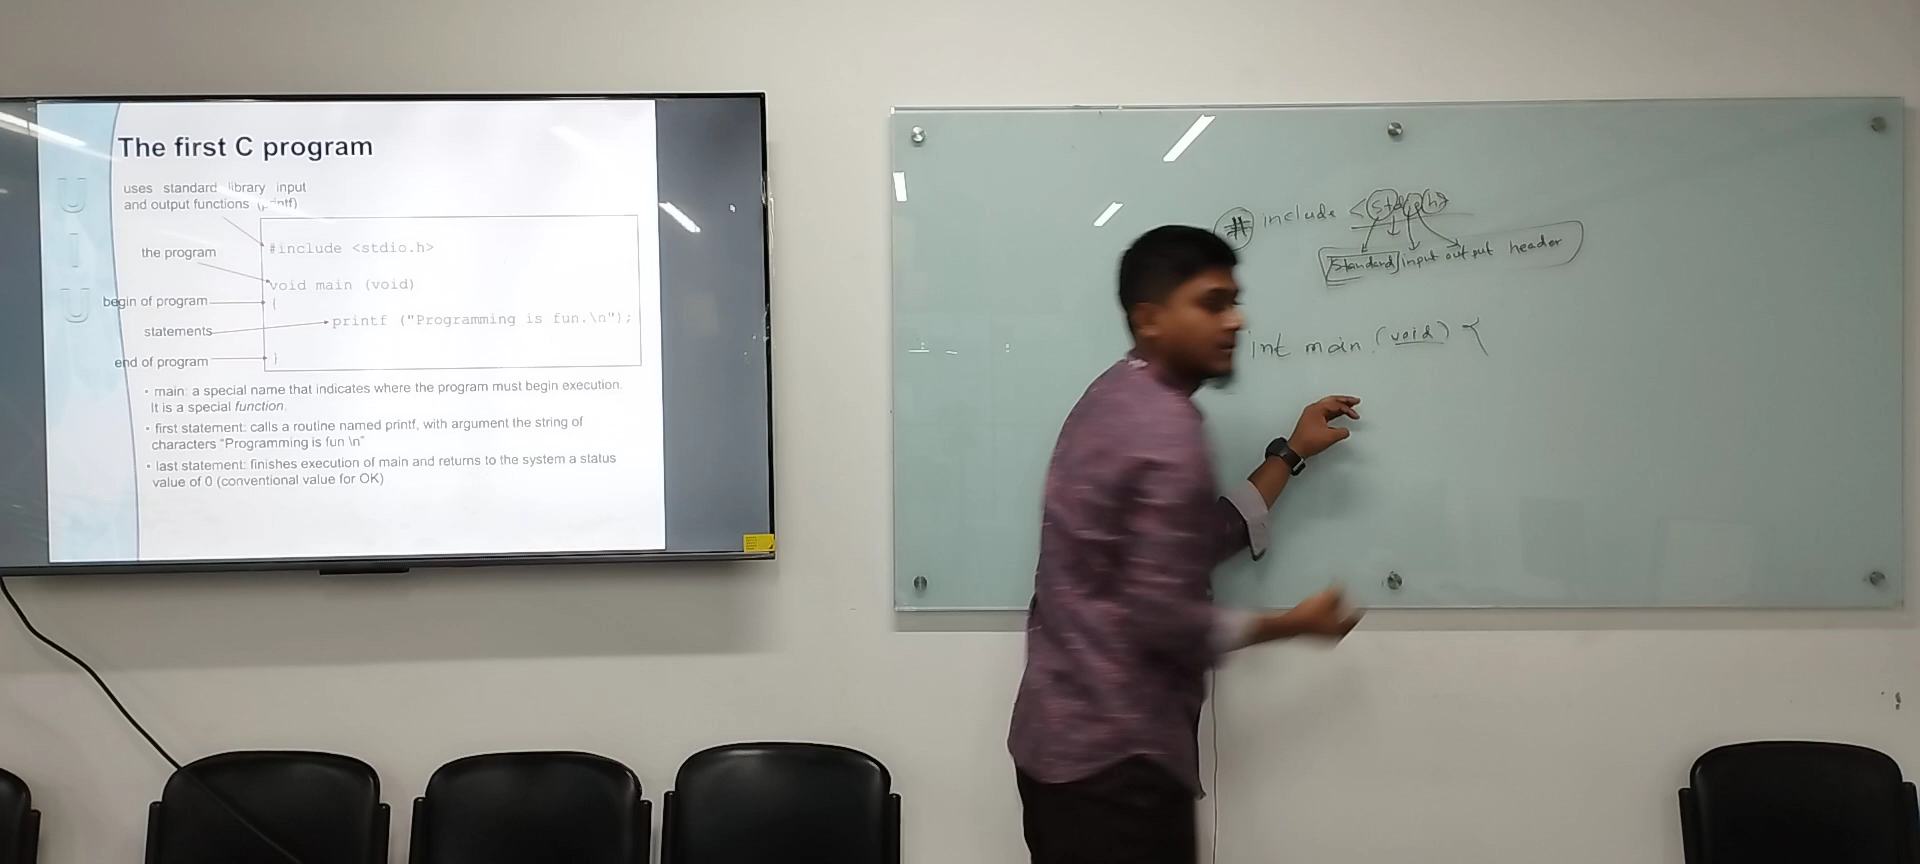 The first C program
U
I
U
uses standard library input
and output functions (printf)
#include <stdio.h>
the program
void main (void)
begin of program
{
statements
printf ("Programming is fun.\n");
end of program
}
• main: a special name that indicates where the program must begin execution.
It is a special function.
• first statement: calls a routine named printf, with argument the string of
characters "Programming is fun \n"
• last statement: finishes execution of main and returns to the system a status
value of 0 (conventional value for OK)
# include <stdio.h>
standard input output header
int main (void) {